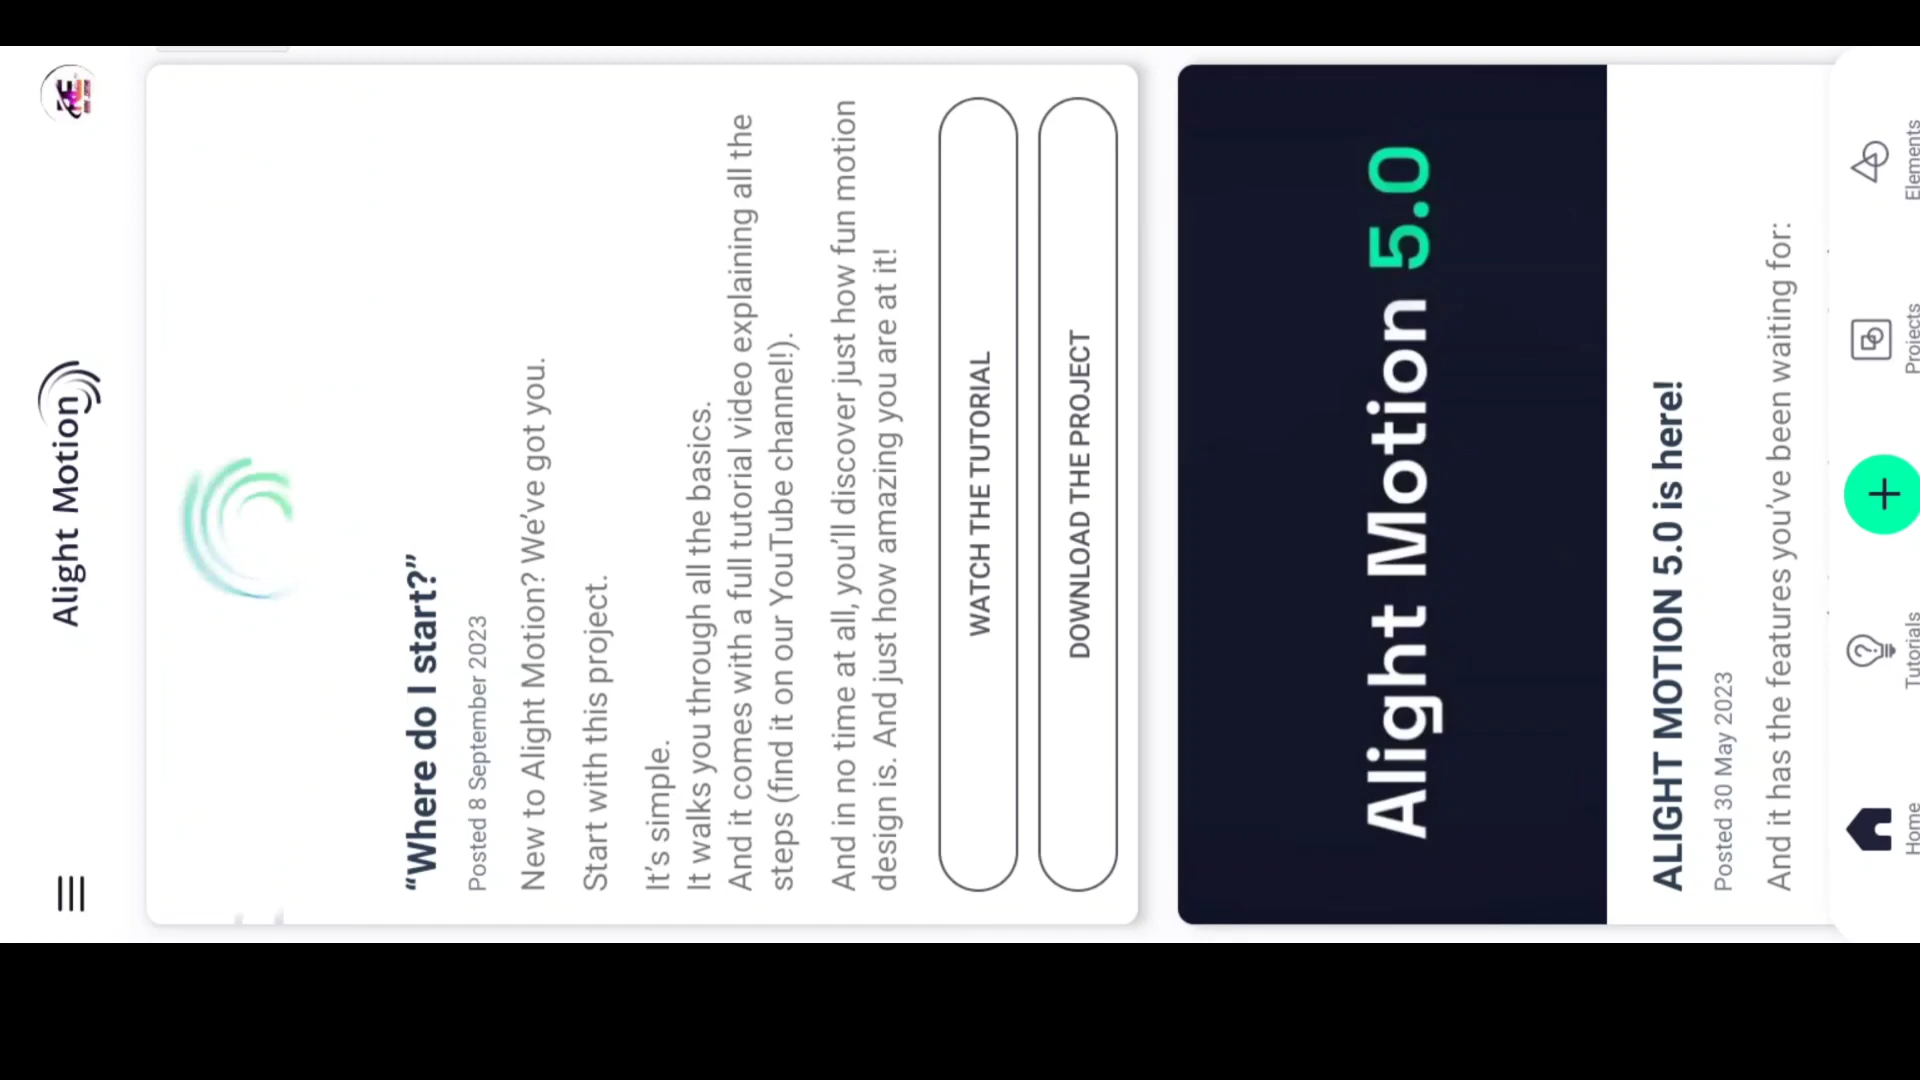 Alight Motion
“Where do I start?”
Posted 8 September 2023
New to Alight Motion? We’ve got you.
Start with this project.
It’s simple.
It walks you through all the basics.
And it comes with a full tutorial video explaining all the
steps (find it on our YouTube channel!).
And in no time at all, you’ll discover just how fun motion
design is. And just how amazing you are at it!
WATCH THE TUTORIAL
DOWNLOAD THE PROJECT
Alight Motion 5.0
ALIGHT MOTION 5.0 is here!
Posted 30 May 2023
And it has the features you’ve been waiting for:
Home
Tutorials
Projects
Elements